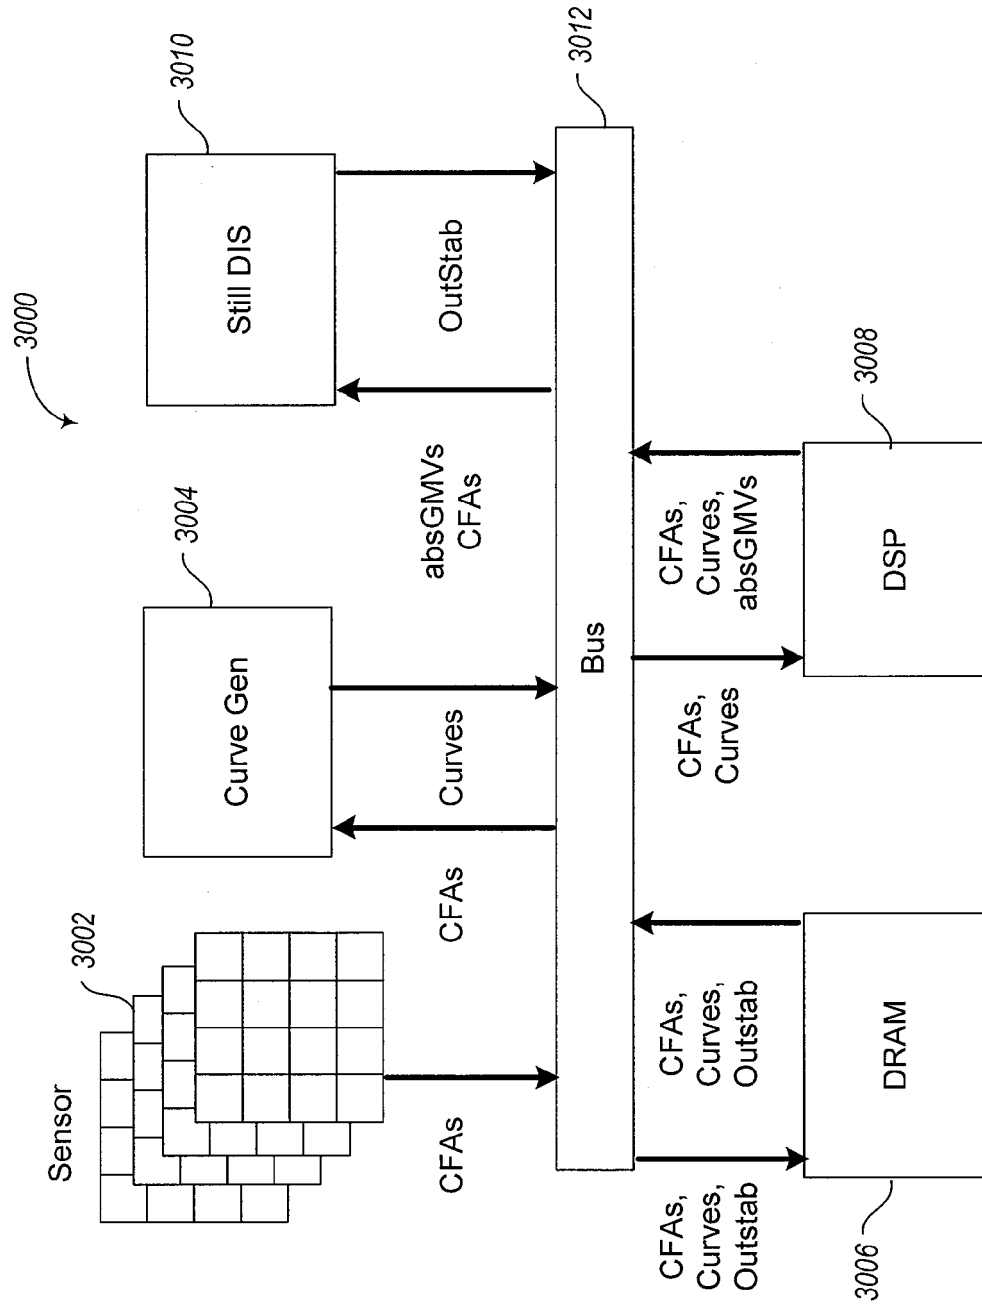 3000
Sensor
3002
Curve Gen
3004
Still DIS
3010
CFAs
CFAs
Curves
absGMVs
CFAs
OutStab
Bus
3012
CFAs,
Curves,
Outstab
CFAs,
Curves,
Outstab
CFAs,
Curves
CFAs,
Curves,
absGMVs
DRAM
3006
DSP
3008